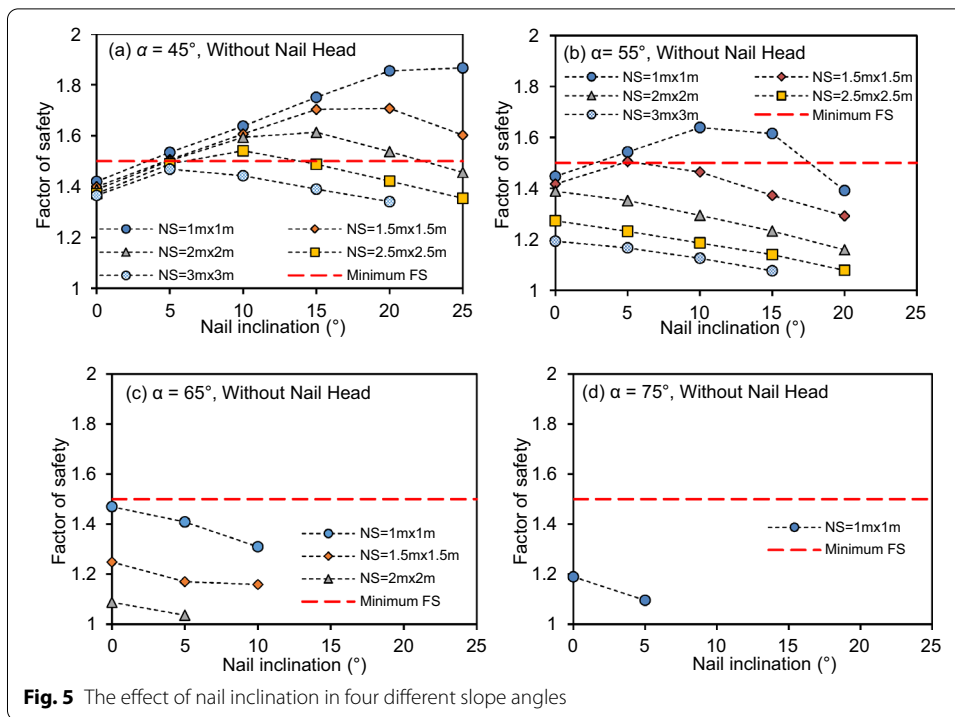 (a) α = 45°, Without Nail Head
2
1.8
1.6
1.4
1.2
1
Factor of safety
NS=1mx1m
NS=1.5mx1.5m
NS=2mx2m
NS=2.5mx2.5m
NS=3mx3m
Minimum FS
0 5 10 15 20 25
Nail inclination (°)
(b) α= 55°, Without Nail Head
2
1.8
1.6
1.4
1.2
1
Factor of safety
NS=1mx1m
NS=1.5mx1.5m
NS=2mx2m
NS=2.5mx2.5m
NS=3mx3m
Minimum FS
0 5 10 15 20 25
Nail inclination (°)
(c) α = 65°, Without Nail Head
2
1.8
1.6
1.4
1.2
1
Factor of safety
NS=1mx1m
NS=1.5mx1.5m
NS=2mx2m
Minimum FS
0 5 10 15 20 25
Nail inclination (°)
(d) α = 75°, Without Nail Head
2
1.8
1.6
1.4
1.2
1
Factor of safety
NS=1mx1m
Minimum FS
0 5 10 15 20 25
Nail inclination (°)
Fig. 5 The effect of nail inclination in four different slope angles